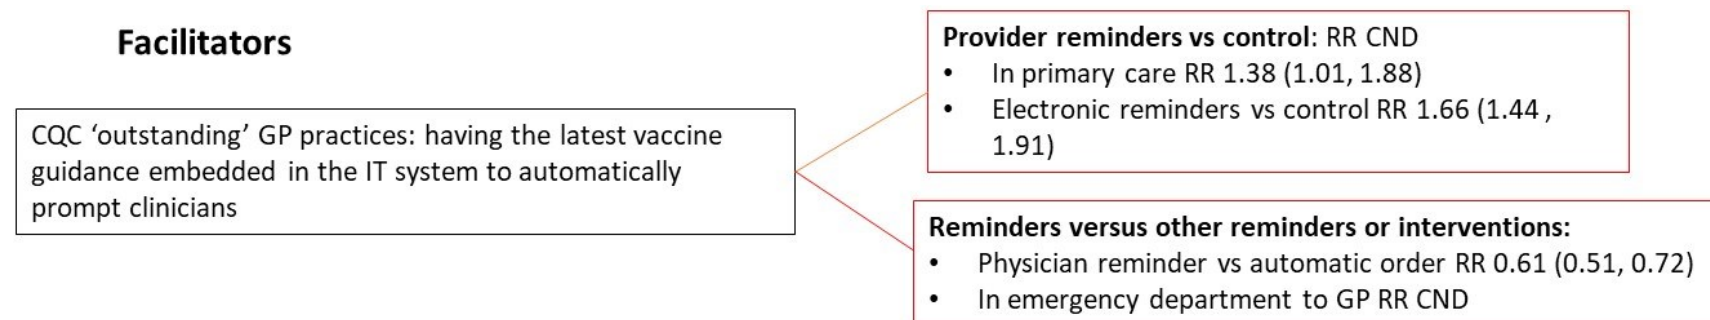 Facilitators
CQC ‘outstanding’ GP practices: having the latest vaccine
guidance embedded in the IT system to automatically
prompt clinicians
Provider reminders vs control: RR CND
• In primary care RR 1.38 (1.01, 1.88)
• Electronic reminders vs control RR 1.66 (1.44 ,
1.91)
Reminders versus other reminders or interventions:
• Physician reminder vs automatic order RR 0.61 (0.51, 0.72)
• In emergency department to GP RR CND